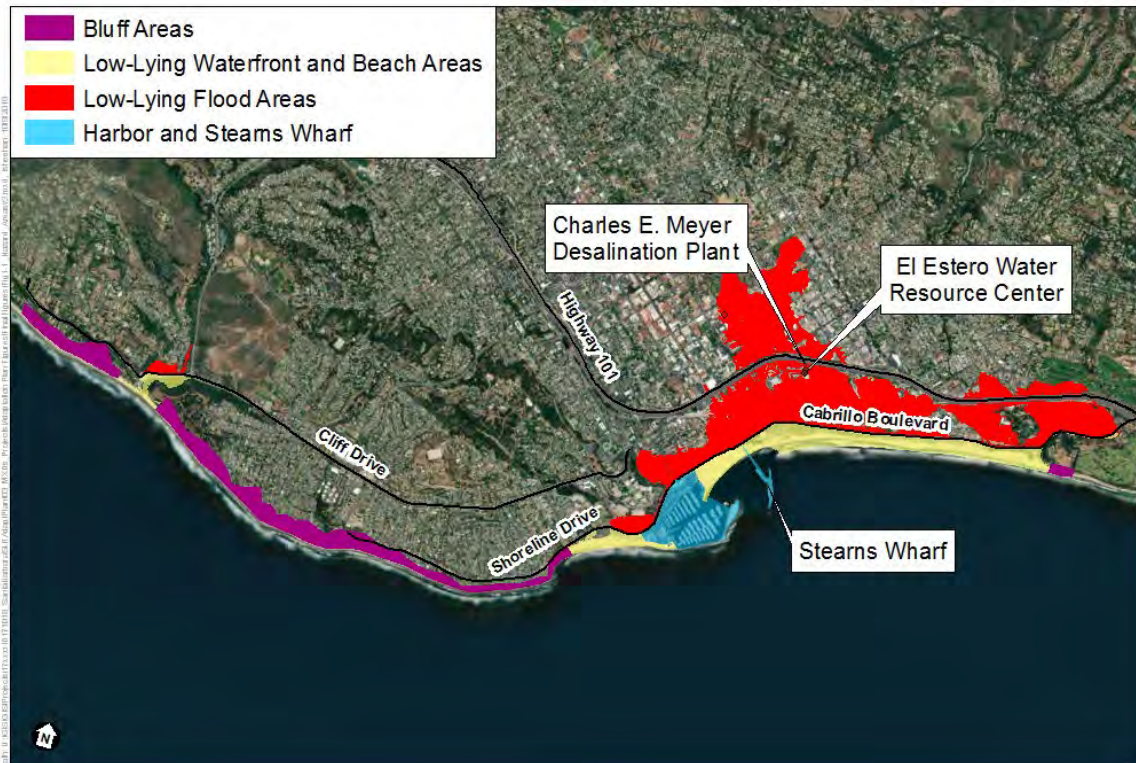 Bluff Areas
Low-Lying Waterfront and Beach Areas
Low-Lying Flood Areas
Harbor and Stearns Wharf
Charles E. Meyer
Desalination Plant
El Estero Water
Resource Center
Highway 101
Cabrillo Boulevard
Cliff Drive
Shoreline Drive
Stearns Wharf
N